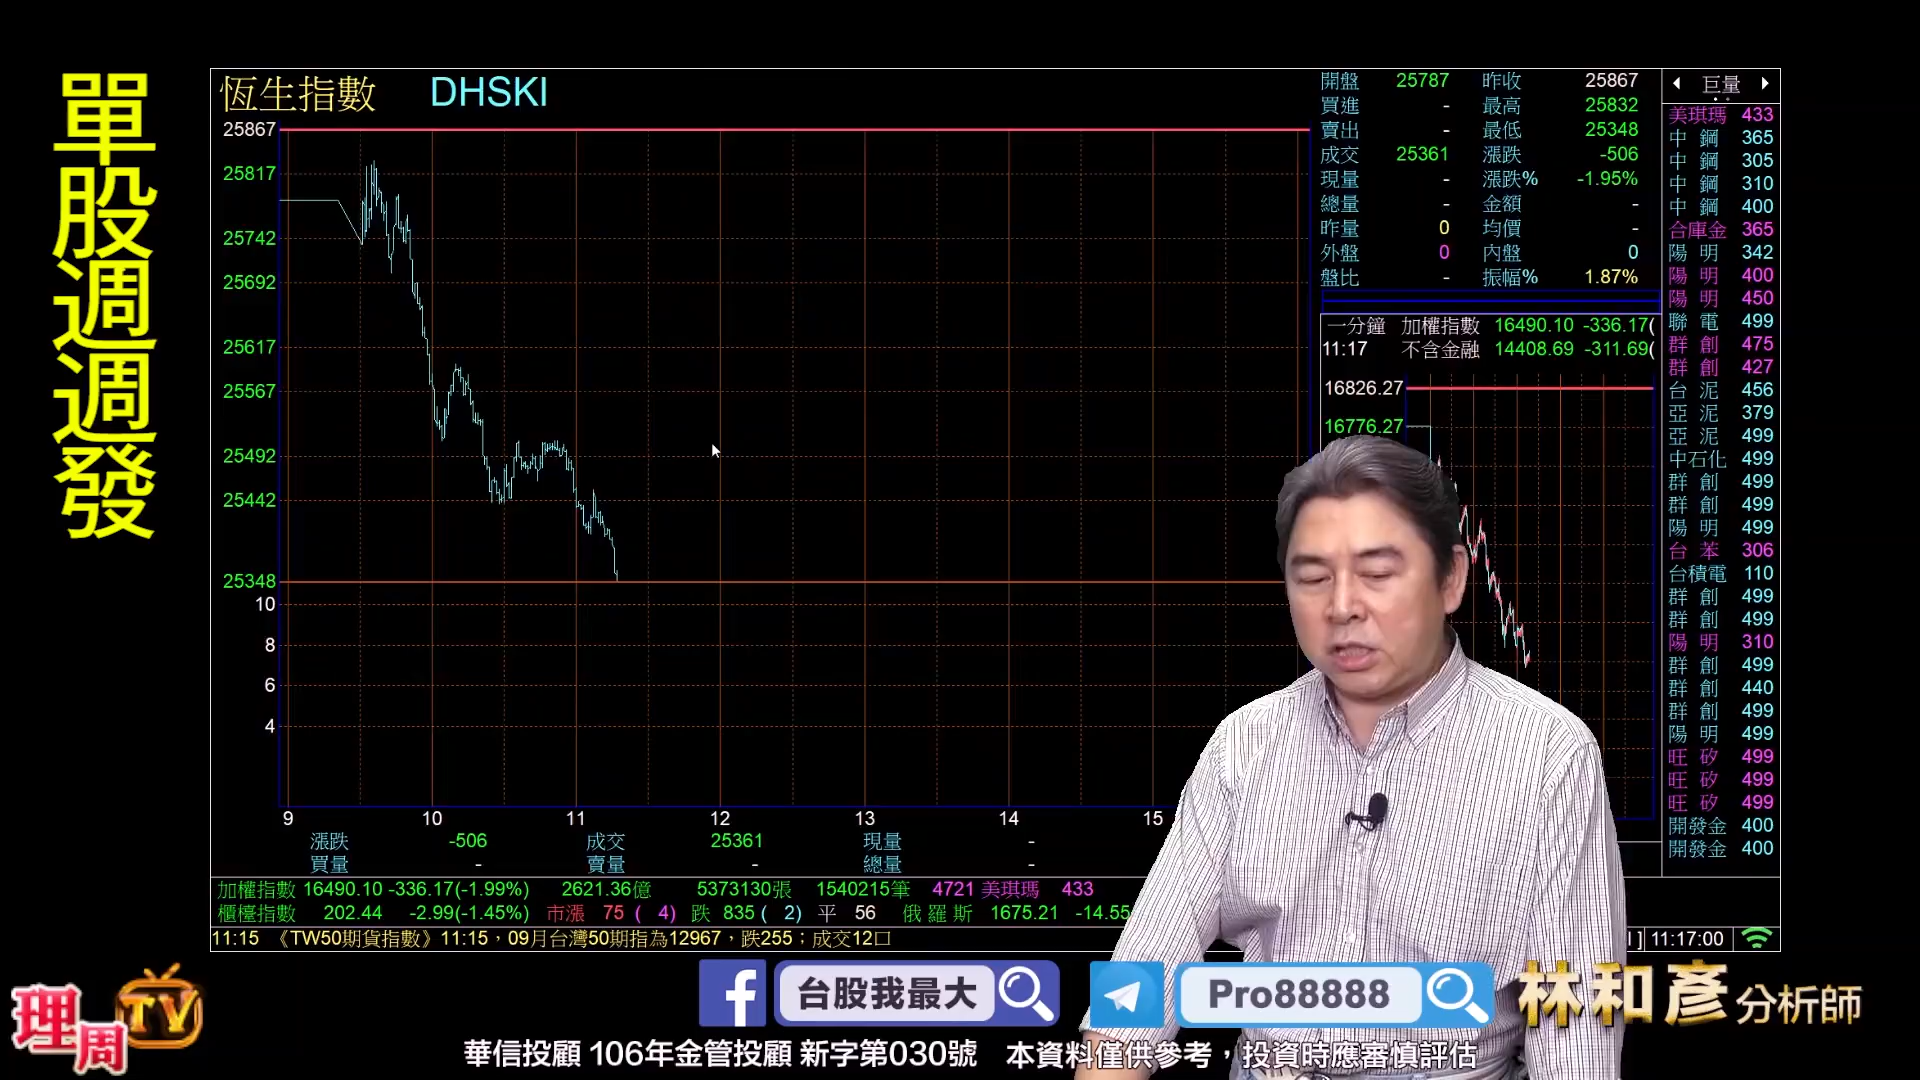 單股週週發
恆生指數 DHSKI
25867
25817
25742
25692
25617
25567
25492
25442
25348
10
8
6
4
9 10 11 12 13 14 15
漲跌 -506 成交 25361 現量 -
買量 - 賣量 - 總量 -
開盤 25787 昨收 25867
買進 - 最高 25832
賣出 - 最低 25348
成交 25361 漲跌 -506
現量 - 漲跌% -1.95%
總量 - 金額 -
昨量 0 均價 -
外盤 0 內盤 0
盤比 - 振幅% 1.87%
一分鐘 加權指數 16490.10 -336.17(
11:17 不含金融 14408.69 -311.69(
16826.27
16776.27
巨量
美琪瑪 433
中鋼 365
中鋼 305
中鋼 310
中鋼 400
合庫金 365
陽明 342
陽明 400
陽明 450
聯電 499
群創 475
群創 427
台泥 456
亞泥 379
亞泥 499
中石化 499
群創 499
群創 499
陽明 499
台苯 306
台積電 110
群創 499
群創 499
陽明 310
群創 499
群創 440
群創 499
陽明 499
旺矽 499
旺矽 499
旺矽 499
開發金 400
開發金 400
加權指數 16490.10 -336.17(-1.99%) 2621.36億 5373130張 1540215筆 4721 美琪瑪 433
櫃檯指數 202.44 -2.99(-1.45%) 市漲 75 ( 4) 跌 835 ( 2) 平 56 俄羅斯 1675.21 -14.55
11:15 《TW50期貨指數》11:15，09月台灣50期指為12967，跌255；成交12口
11:17:00
理周TV
台股我最大
Pro88888
林和彥分析師
華信投顧 106年金管投顧 新字第030號 本資料僅供參考，投資時應審慎評估